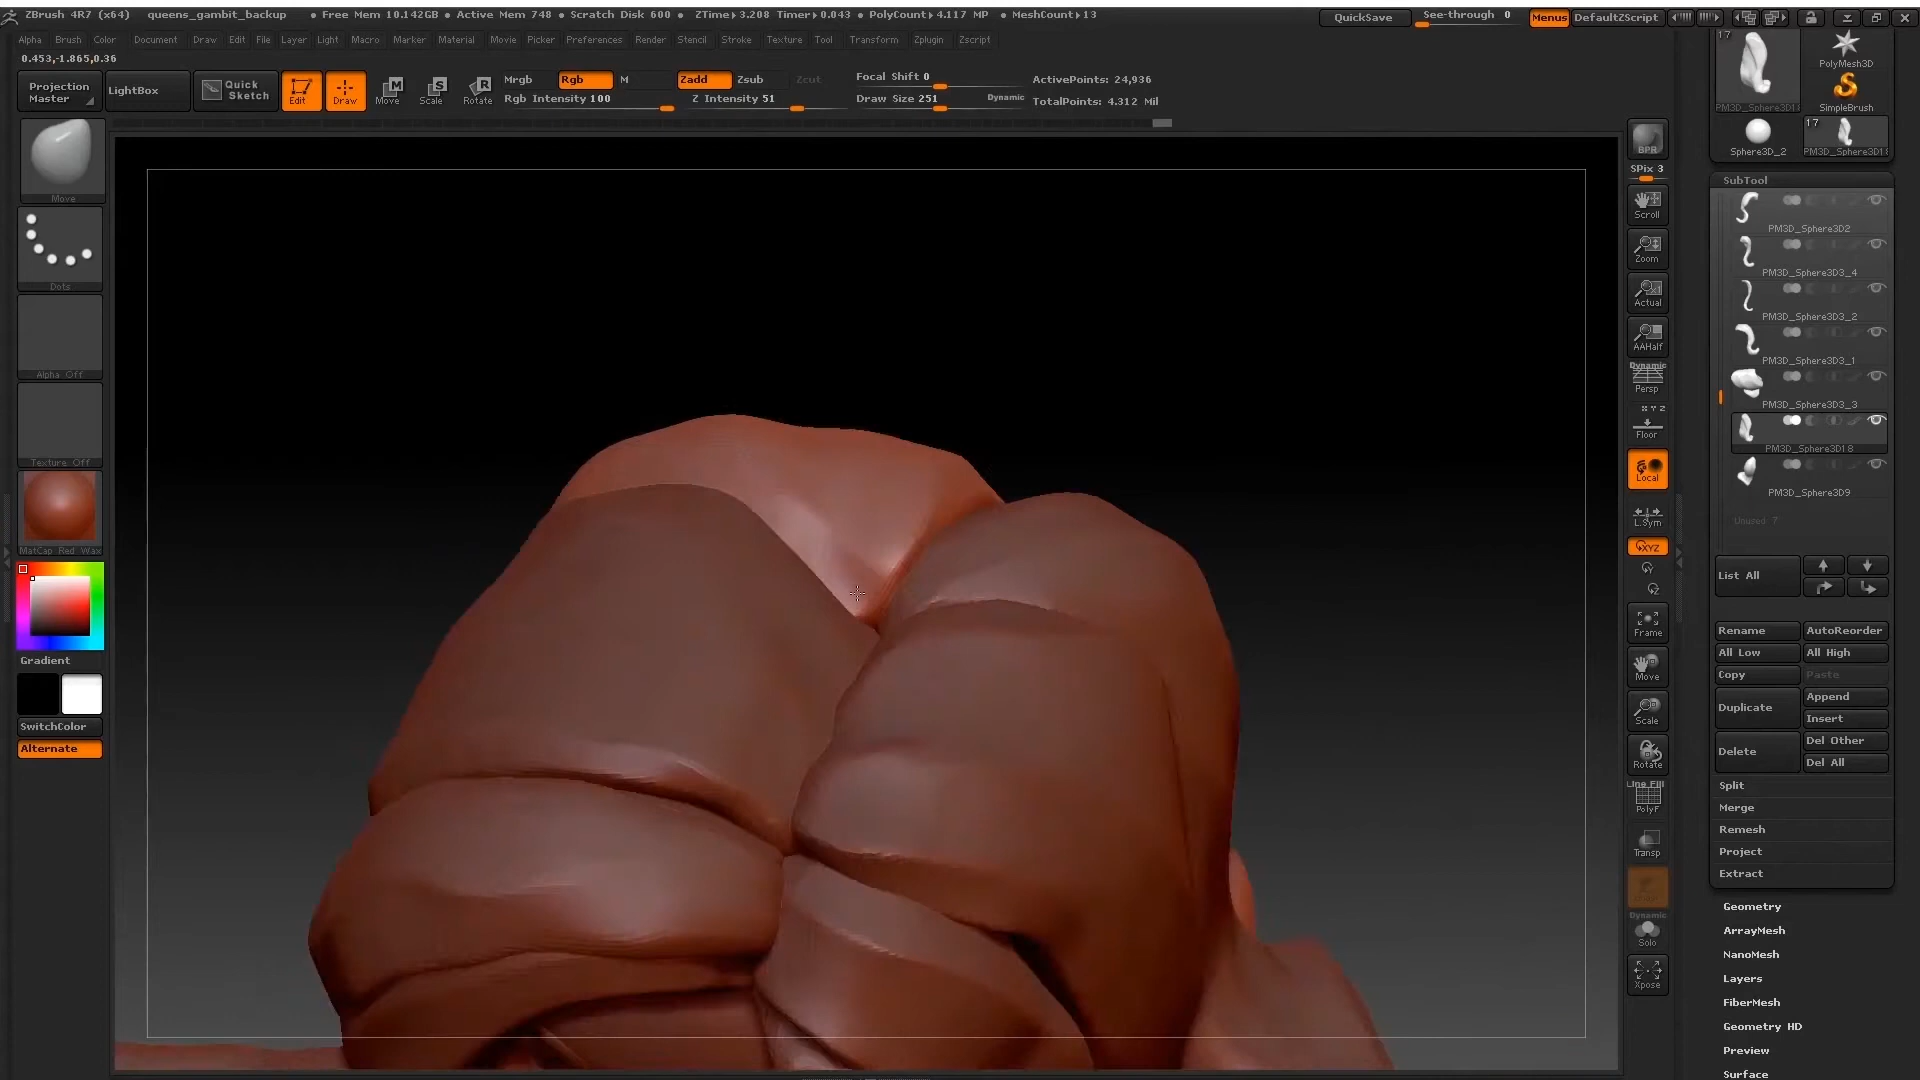 ZBrush 4R7 (x64) queens_gambit_backup • Free Mem 10.142GB • Active Mem 748 • Scratch Disk 600 • ZTime▸3.208 Timer▸0.043 • PolyCount▸4.117 MP • MeshCount▸13 QuickSave See-through 0 Menus DefaultZScript
Alpha Brush Color Document Draw Edit File Layer Light Macro Marker Material Movie Picker Preferences Render Stencil Stroke Texture Tool Transform Zplugin Zscript
0.453,-1.865,0.36
Projection Master
LightBox
Quick Sketch
Edit
Draw
Move
Scale
Rotate
Mrgb Rgb M Zadd Zsub Zcut
Rgb Intensity 100 Z Intensity 51
Focal Shift 0
Draw Size 251 Dynamic
ActivePoints: 24,936
TotalPoints: 4.312 Mil
Move
Dots
Alpha Off
Texture Off
MatCap Red Wax
Gradient
SwitchColor
Alternate
BPR
SPix 3
Scroll
Zoom
Actual
AAHalf
Dynamic
Persp
X Y Z
Floor
Local
L.Sym
XYZ
Y
Z
Frame
Move
Scale
Rotate
Line Fill
PolyF
Transp
Dynamic
Solo
Xpose
17
PolyMesh3D
SimpleBrush
Sphere3D_2
17
SubTool
PM3D_Sphere3D2
PM3D_Sphere3D3_4
PM3D_Sphere3D3_2
PM3D_Sphere3D3_1
PM3D_Sphere3D3_3
PM3D_Sphere3D18
PM3D_Sphere3D9
Unused 7
List All
Rename AutoReorder
All Low All High
Copy Paste
Duplicate Append
Insert
Delete Del Other
Del All
Split
Merge
Remesh
Project
Extract
Geometry
ArrayMesh
NanoMesh
Layers
FiberMesh
Geometry HD
Preview
Surface